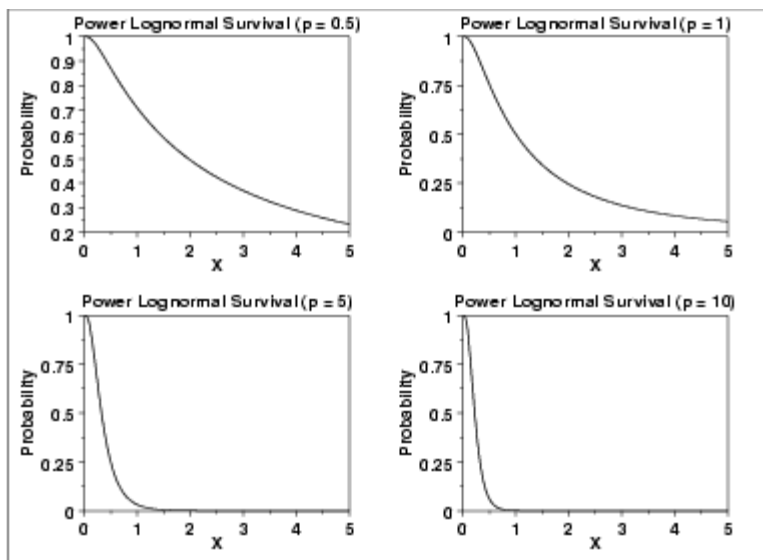 Power Lognormal Survival (p = 0.5)
1
0.9
0.8
0.7
0.6
0.5
0.4
0.3
0.2
Probability
0 1 2 3 4 5
X
Power Lognormal Survival (p = 1)
1
0.75
0.5
0.25
0
Probability
0 1 2 3 4 5
X
Power Lognormal Survival (p = 5)
1
0.75
0.5
0.25
0
Probability
0 1 2 3 4 5
X
Power Lognormal Survival (p = 10)
1
0.75
0.5
0.25
0
Probability
0 1 2 3 4 5
X